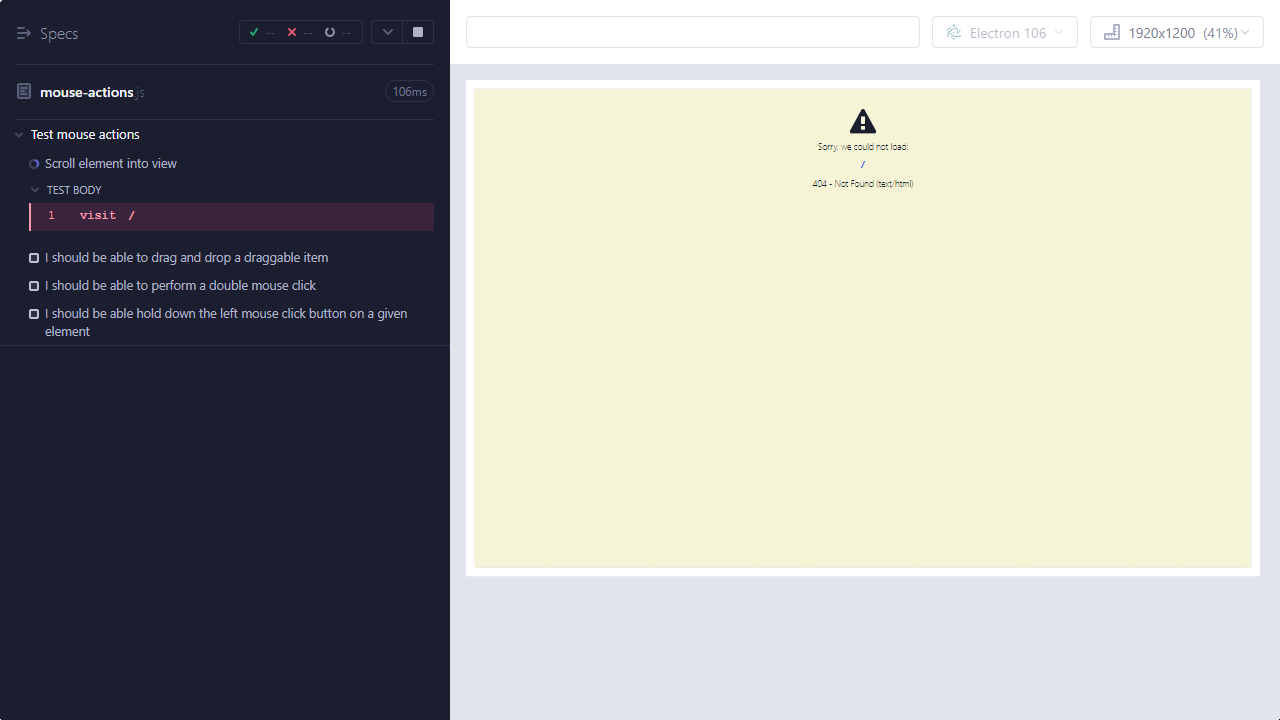 Specs
--
--
--
Electron 106
1920x1200 (41%)
mouse-actions.js
106ms
Test mouse actions
Scroll element into view
TEST BODY
1 visit /
I should be able to drag and drop a draggable item
I should be able to perform a double mouse click
I should be able hold down the left mouse click button on a given
element
Sorry, we could not load:
/
404 - Not Found (text/html)